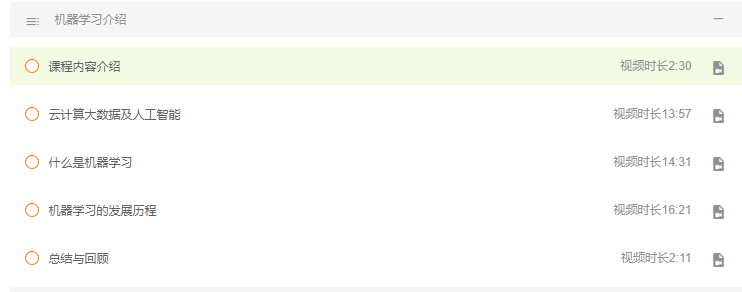 机器学习介绍
课程内容介绍 视频时长2:30
云计算大数据及人工智能 视频时长13:57
什么是机器学习 视频时长14:31
机器学习的发展历程 视频时长16:21
总结与回顾 视频时长2:11